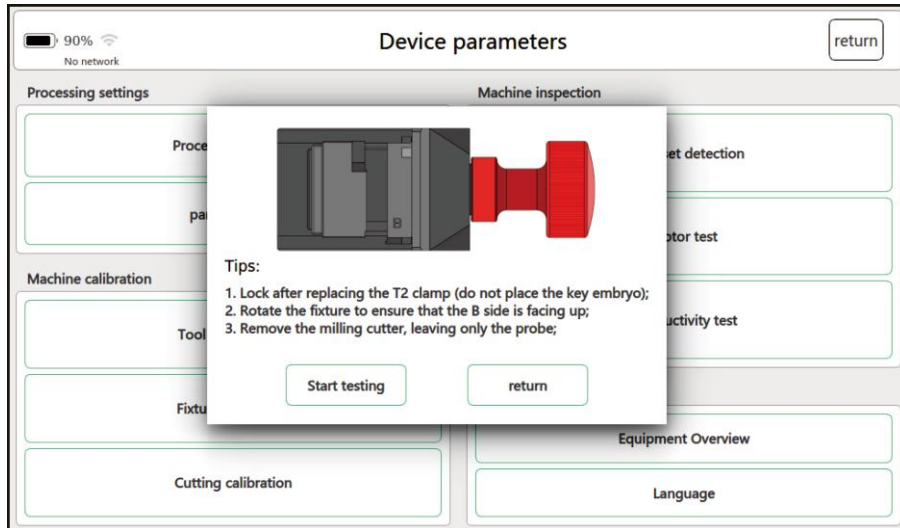 90%
No network
Device parameters
return
Processing settings
Machine inspection
Proce
set detection
pa
otor test
uctivity test
B
Tips:
1. Lock after replacing the T2 clamp (do not place the key embryo);
2. Rotate the fixture to ensure that the B side is facing up;
3. Remove the milling cutter, leaving only the probe;
Start testing
return
Machine calibration
Tool
Fixtu
Cutting calibration
Equipment Overview
Language